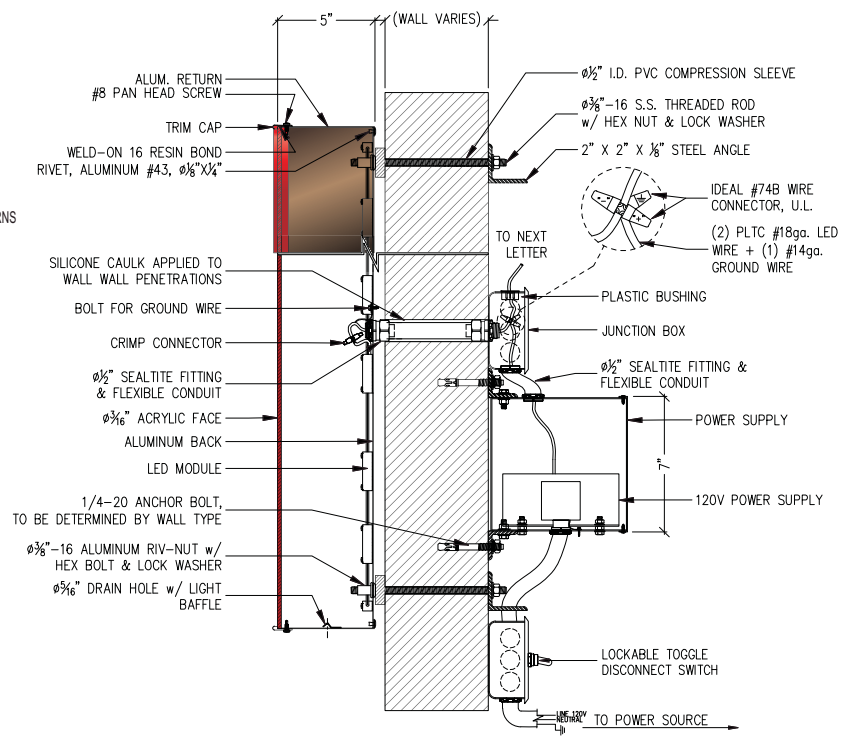 5"
(WALL VARIES)
ALUM. RETURN
#8 PAN HEAD SCREW
TRIM CAP
WELD-ON 16 RESIN BOND
RIVET, ALUMINUM #43, ø⅛"X¼"
RNS
SILICONE CAULK APPLIED TO
WALL WALL PENETRATIONS
BOLT FOR GROUND WIRE
CRIMP CONNECTOR
ø½" SEALTITE FITTING
& FLEXIBLE CONDUIT
ø3⁄16" ACRYLIC FACE
ALUMINUM BACK
LED MODULE
1/4-20 ANCHOR BOLT,
TO BE DETERMINED BY WALL TYPE
ø⅜"-16 ALUMINUM RIV-NUT w/
HEX BOLT & LOCK WASHER
ø5⁄16" DRAIN HOLE w/ LIGHT
BAFFLE
ø½" I.D. PVC COMPRESSION SLEEVE
ø⅜"-16 S.S. THREADED ROD
w/ HEX NUT & LOCK WASHER
2" X 2" X ⅛" STEEL ANGLE
IDEAL #74B WIRE
CONNECTOR, U.L.
(2) PLTC #18ga. LED
WIRE + (1) #14ga.
GROUND WIRE
- +
TO NEXT
LETTER
PLASTIC BUSHING
JUNCTION BOX
ø½" SEALTITE FITTING &
FLEXIBLE CONDUIT
POWER SUPPLY
7"
120V POWER SUPPLY
LOCKABLE TOGGLE
DISCONNECT SWITCH
LINE 120V
NEUTRAL
TO POWER SOURCE